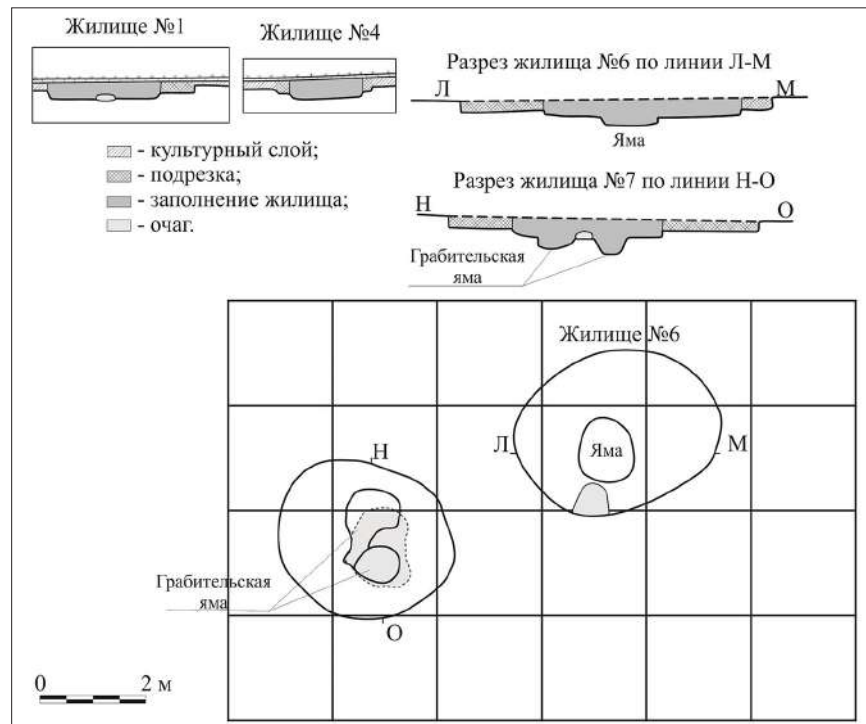 Жилище №1
Жилище №4
Разрез жилища №6 по линии Л-М
Л
М
Яма
- культурный слой;
- подрезка;
- заполнение жилища;
- очаг.
Разрез жилища №7 по линии Н-О
Н
О
Грабительская
яма
Жилище №6
Н
Л
Яма
М
Грабительская
яма
О
0
2 м